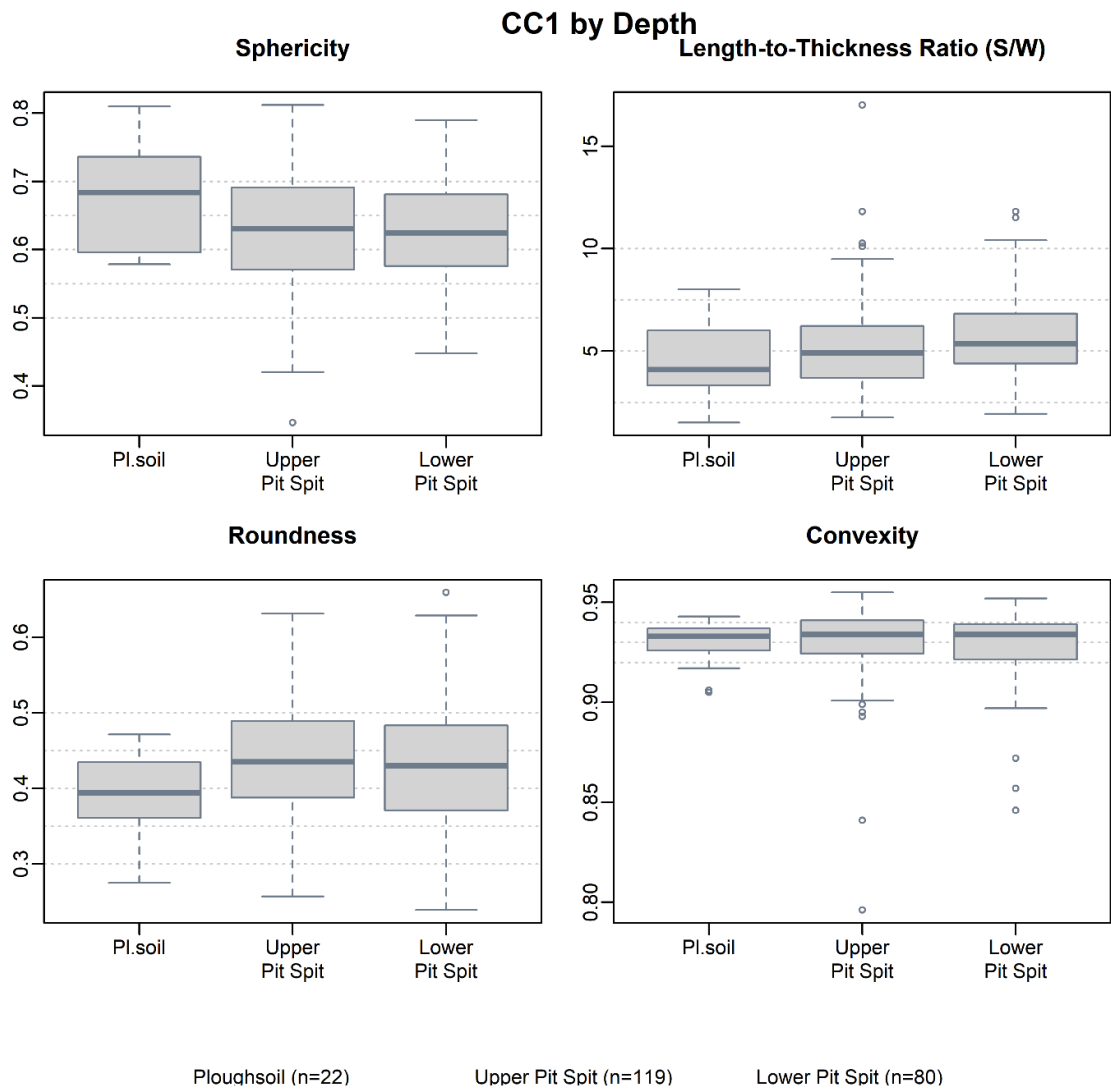 CC1 by Depth
Sphericity
Length-to-Thickness Ratio (S/W)
0.8
0.7
0.6
0.5
0.4
Pl.soil
Upper
Pit Spit
Lower
Pit Spit
15
10
5
Pl.soil
Upper
Pit Spit
Lower
Pit Spit
Roundness
Convexity
0.6
0.5
0.4
0.3
Pl.soil
Upper
Pit Spit
Lower
Pit Spit
0.95
0.90
0.85
0.80
Pl.soil
Upper
Pit Spit
Lower
Pit Spit
Ploughsoil (n=22)
Upper Pit Spit (n=119)
Lower Pit Spit (n=80)